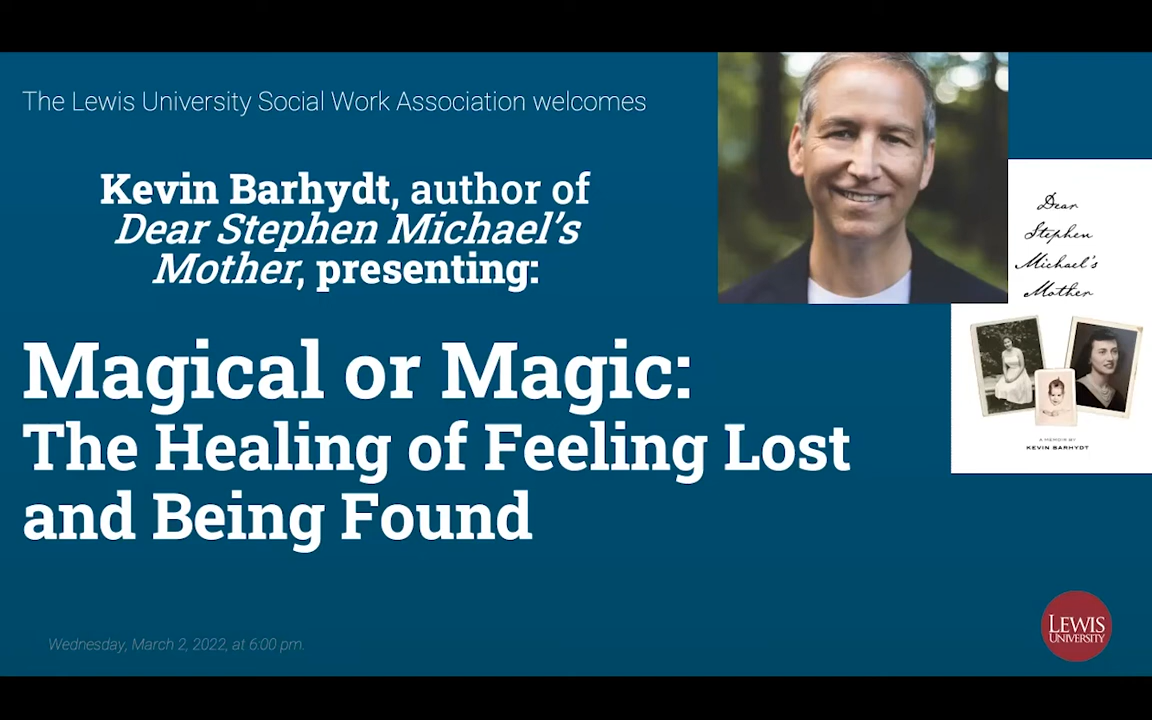 The Lewis University Social Work Association welcomes
Kevin Barhydt, author of
Dear Stephen Michael's
Mother, presenting:
Magical or Magic:
The Healing of Feeling Lost
and Being Found
Wednesday, March 2, 2022, at 6:00 pm.
Dear
Stephen
Michael's
Mother
A MEMOIR BY
KEVIN BARHYDT
LEWIS
UNIVERSITY